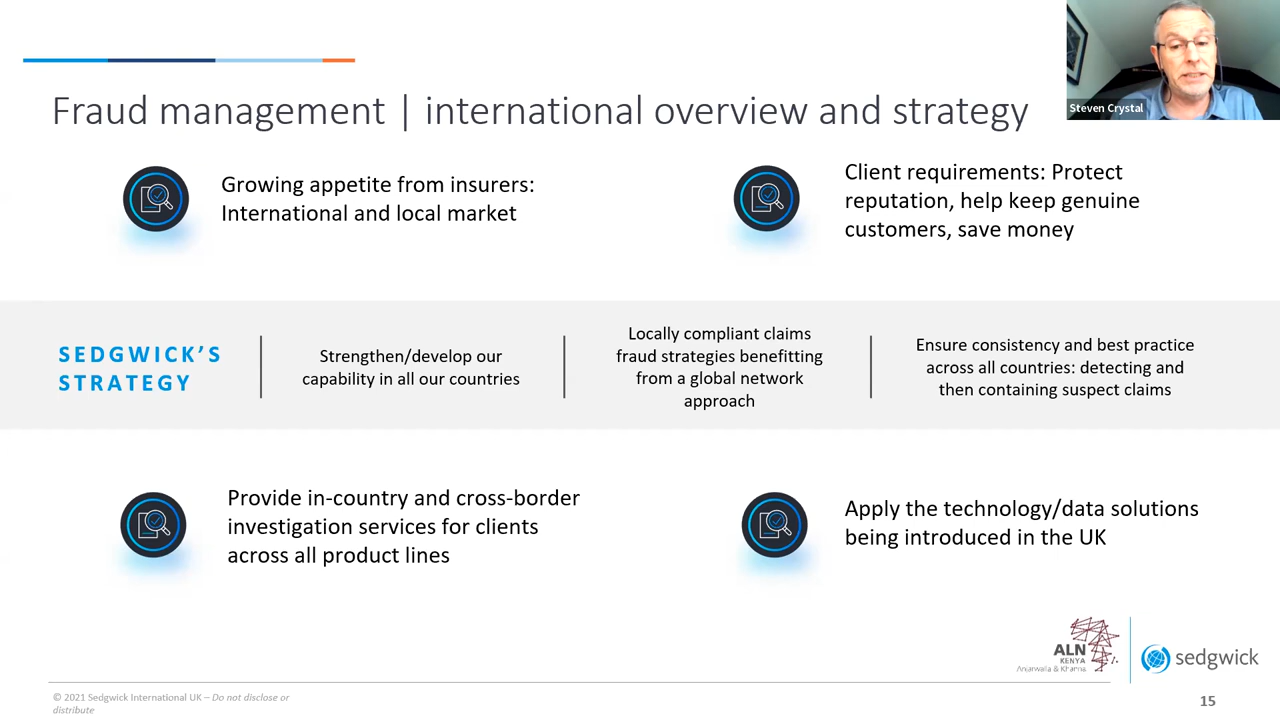 Fraud management | international overview and strategy
Steven Crystal
Growing appetite from insurers:
International and local market
Client requirements: Protect
reputation, help keep genuine
customers, save money
SEDGWICK’S
STRATEGY
Strengthen/develop our
capability in all our countries
Locally compliant claims
fraud strategies benefitting
from a global network
approach
Ensure consistency and best practice
across all countries: detecting and
then containing suspect claims
Provide in-country and cross-border
investigation services for clients
across all product lines
Apply the technology/data solutions
being introduced in the UK
ALN
KENYA
Anjarwalla & Khanna
sedgwick
© 2021 Sedgwick International UK – Do not disclose or
distribute
15